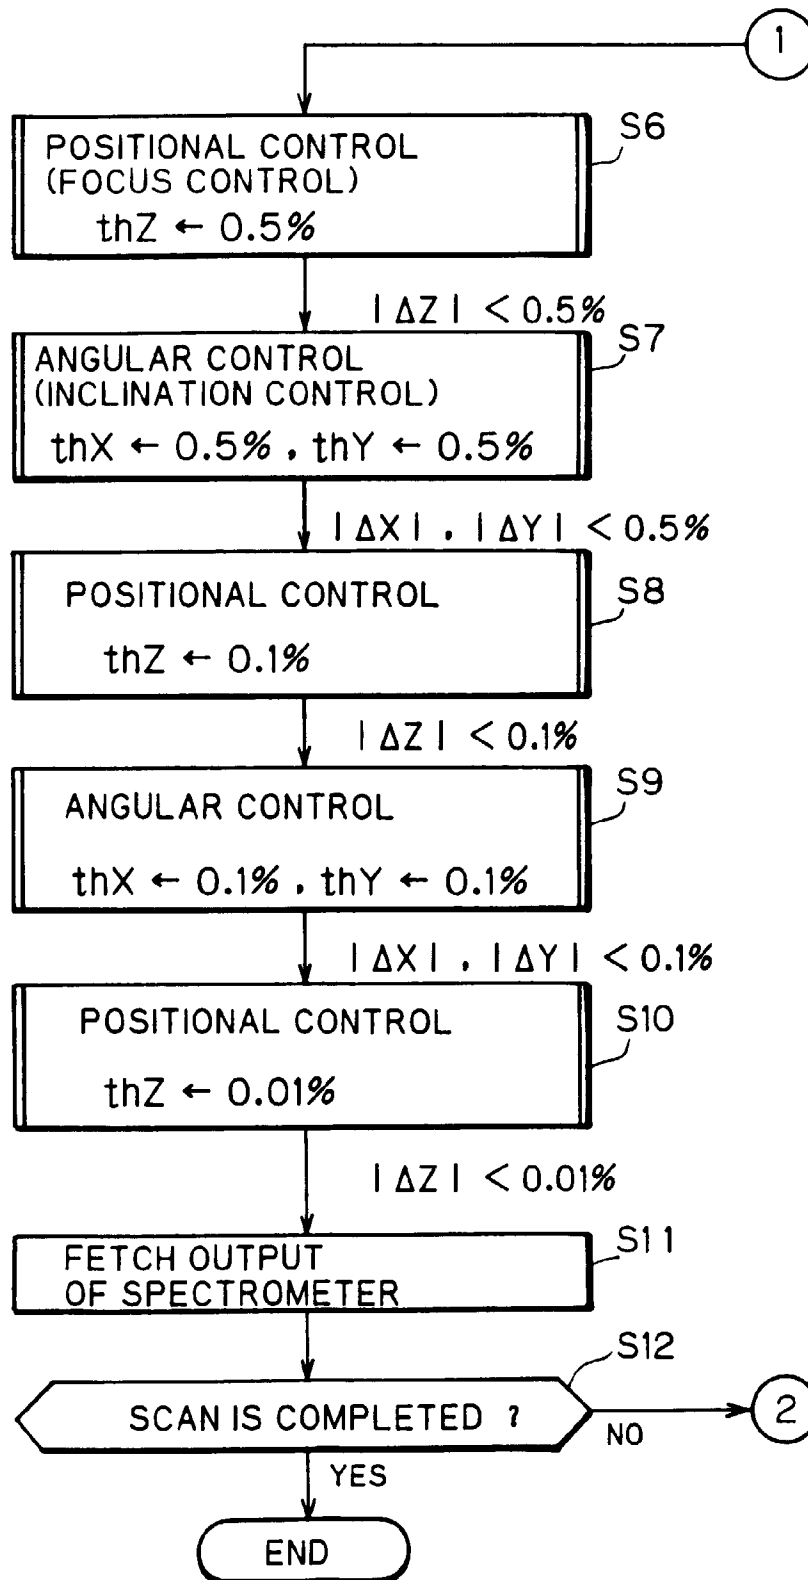 1
S6
POSITIONAL CONTROL
(FOCUS CONTROL)
thZ ← 0.5%
|ΔZ| < 0.5%
S7
ANGULAR CONTROL
(INCLINATION CONTROL)
thX ← 0.5% , thY ← 0.5%
|ΔX| , |ΔY| < 0.5%
S8
POSITIONAL CONTROL
thZ ← 0.1%
|ΔZ| < 0.1%
S9
ANGULAR CONTROL
thX ← 0.1% , thY ← 0.1%
|ΔX| , |ΔY| < 0.1%
S10
POSITIONAL CONTROL
thZ ← 0.01%
|ΔZ| < 0.01%
S11
FETCH OUTPUT
OF SPECTROMETER
S12
SCAN IS COMPLETED ?
2
NO
YES
END